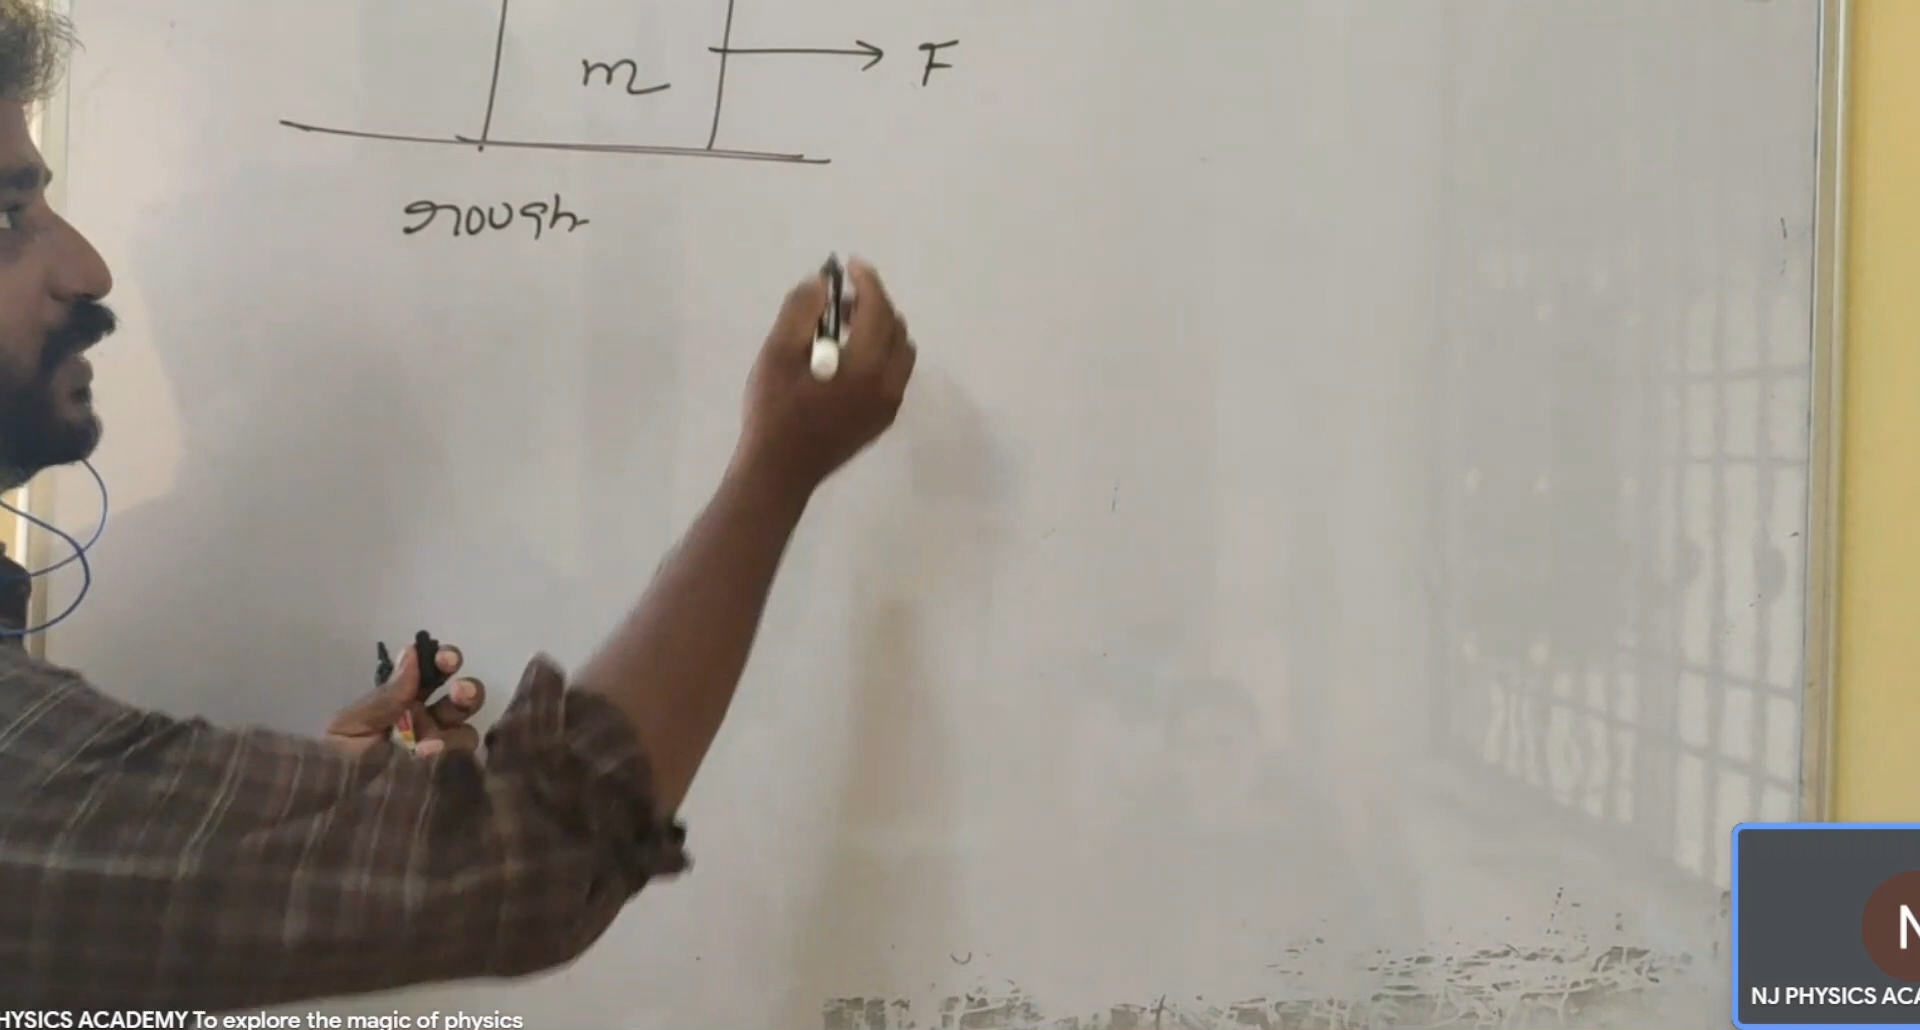 m
F
rough
HYSICS ACADEMY To explore the magic of physics
N
NJ PHYSICS ACA